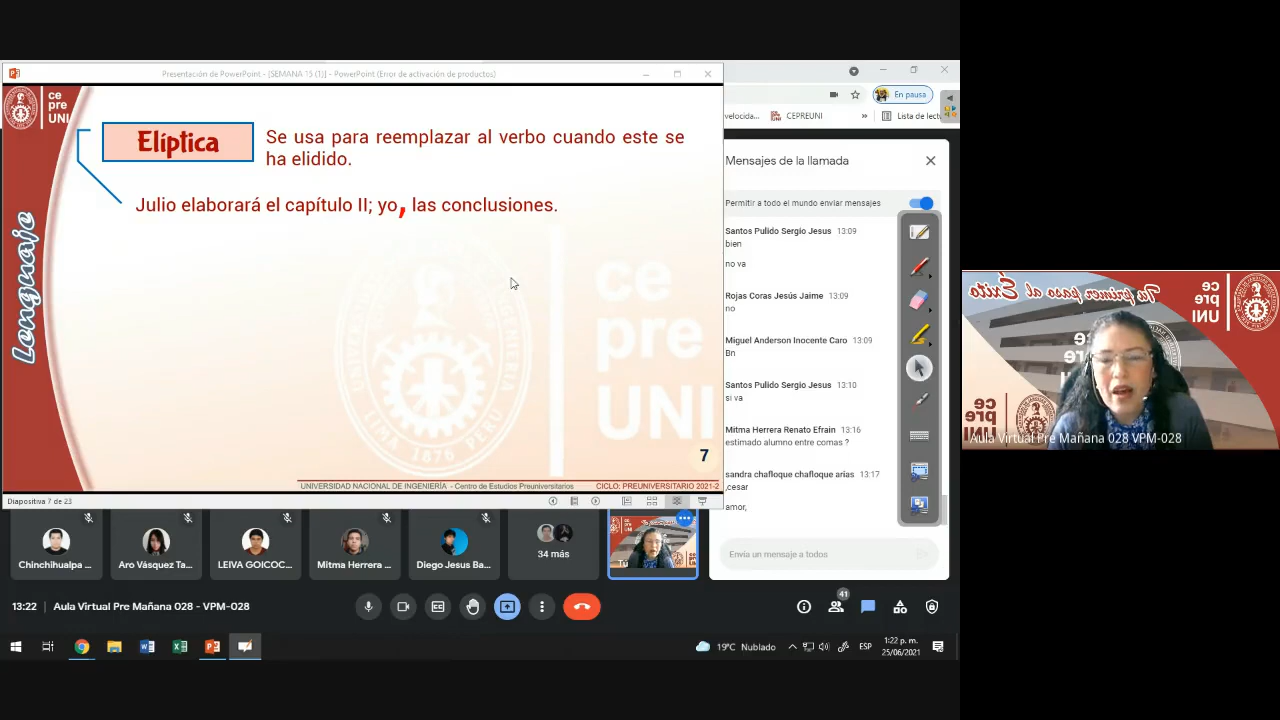 Presentación de PowerPoint - [SEMANA 15 (1)] - PowerPoint (Error de activación de productos)
ce
pre
UNI
Elíptica
Se usa para reemplazar al verbo cuando este se
ha elidido.
Julio elaborará el capítulo II; yo, las conclusiones.
Lenguaje
ce
pre
UNI
1876
7
UNIVERSIDAD NACIONAL DE INGENIERÍA - Centro de Estudios Preuniversitarios
CICLO: PREUNIVERSITARIO 2021-2
Diapositiva 7 de 23
En pausa
velocida...
CEPREUNI
»
Lista de lectu
Mensajes de la llamada
Permitir a todo el mundo enviar mensajes
Santos Pulido Sergio Jesus 13:09
bien
no va
Rojas Coras Jesús Jaime 13:09
no
Miguel Anderson Inocente Caro 13:09
Bn
Santos Pulido Sergio Jesus 13:10
si va
Mitma Herrera Renato Efrain 13:16
estimado alumno entre comas ?
sandra chafloque chafloque arias 13:17
,cesar
amor,
Envía un mensaje a todos
Chinchihualpa ...
Aro Vásquez Ta...
LEIVA GOICOC...
Mitma Herrera ...
Diego Jesus Ba...
34 más
13:22 | Aula Virtual Pre Mañana 028 - VPM-028
41
19°C Nublado
ESP
1:22 p. m.
25/06/2021
Tu primer paso al Éxito
ce
pre
UNI
Aula Virtual Pre Mañana 028 VPM-028